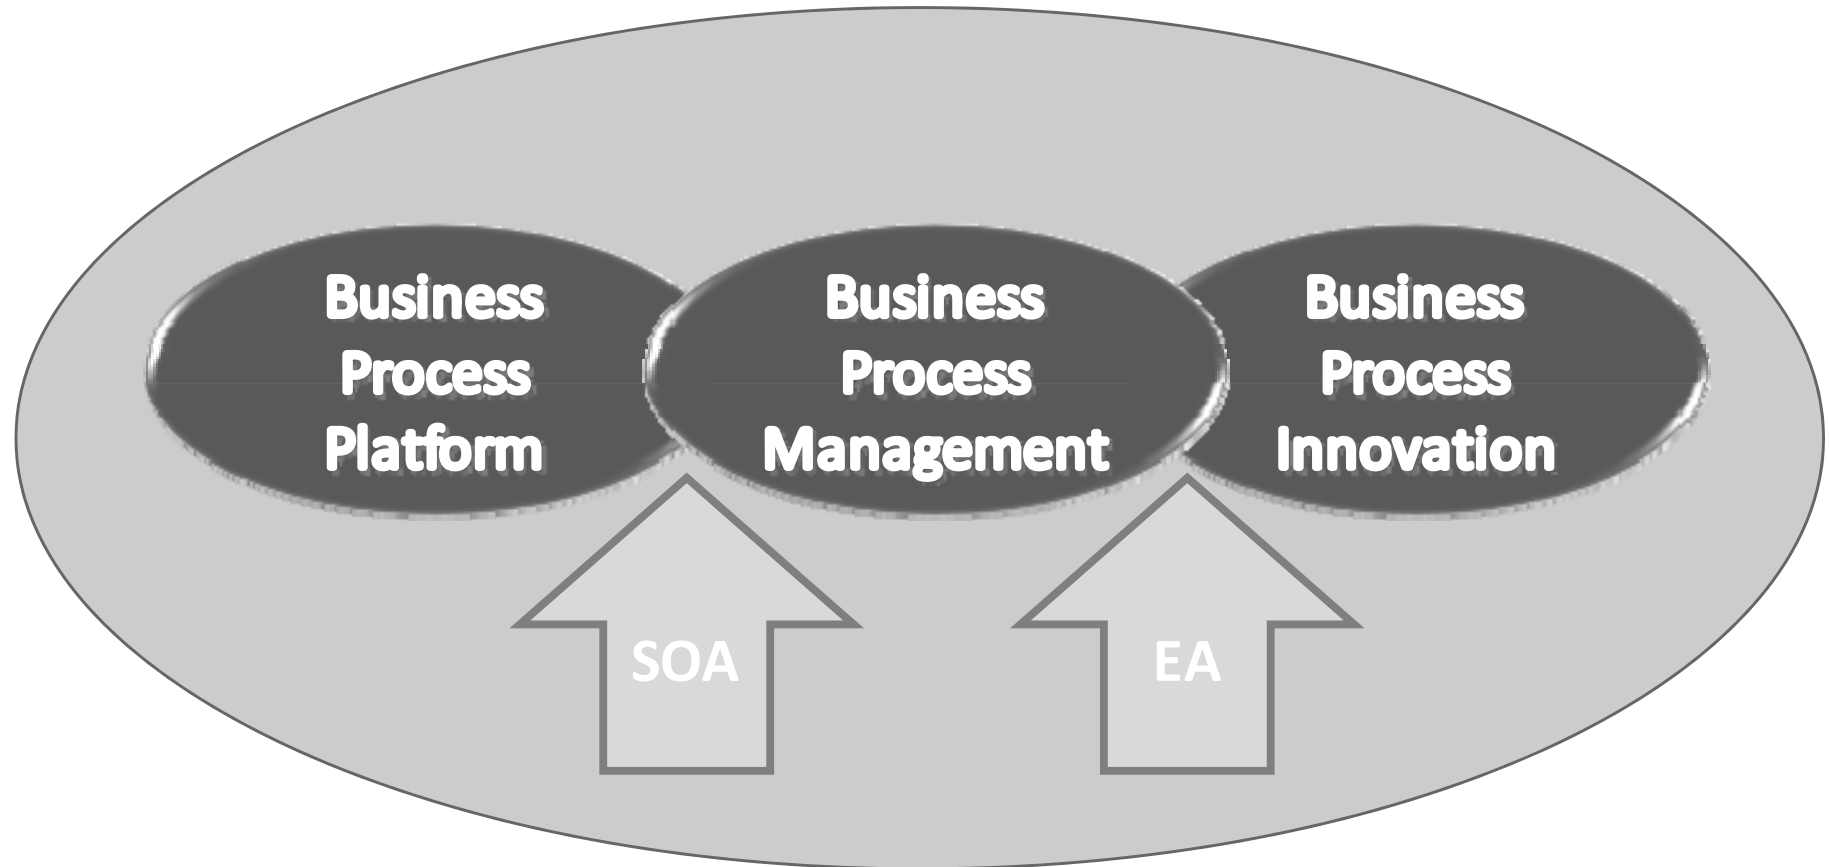 Business
Process
Platform
Business
Process
Management
Business
Process
Innovation
SOA
EA